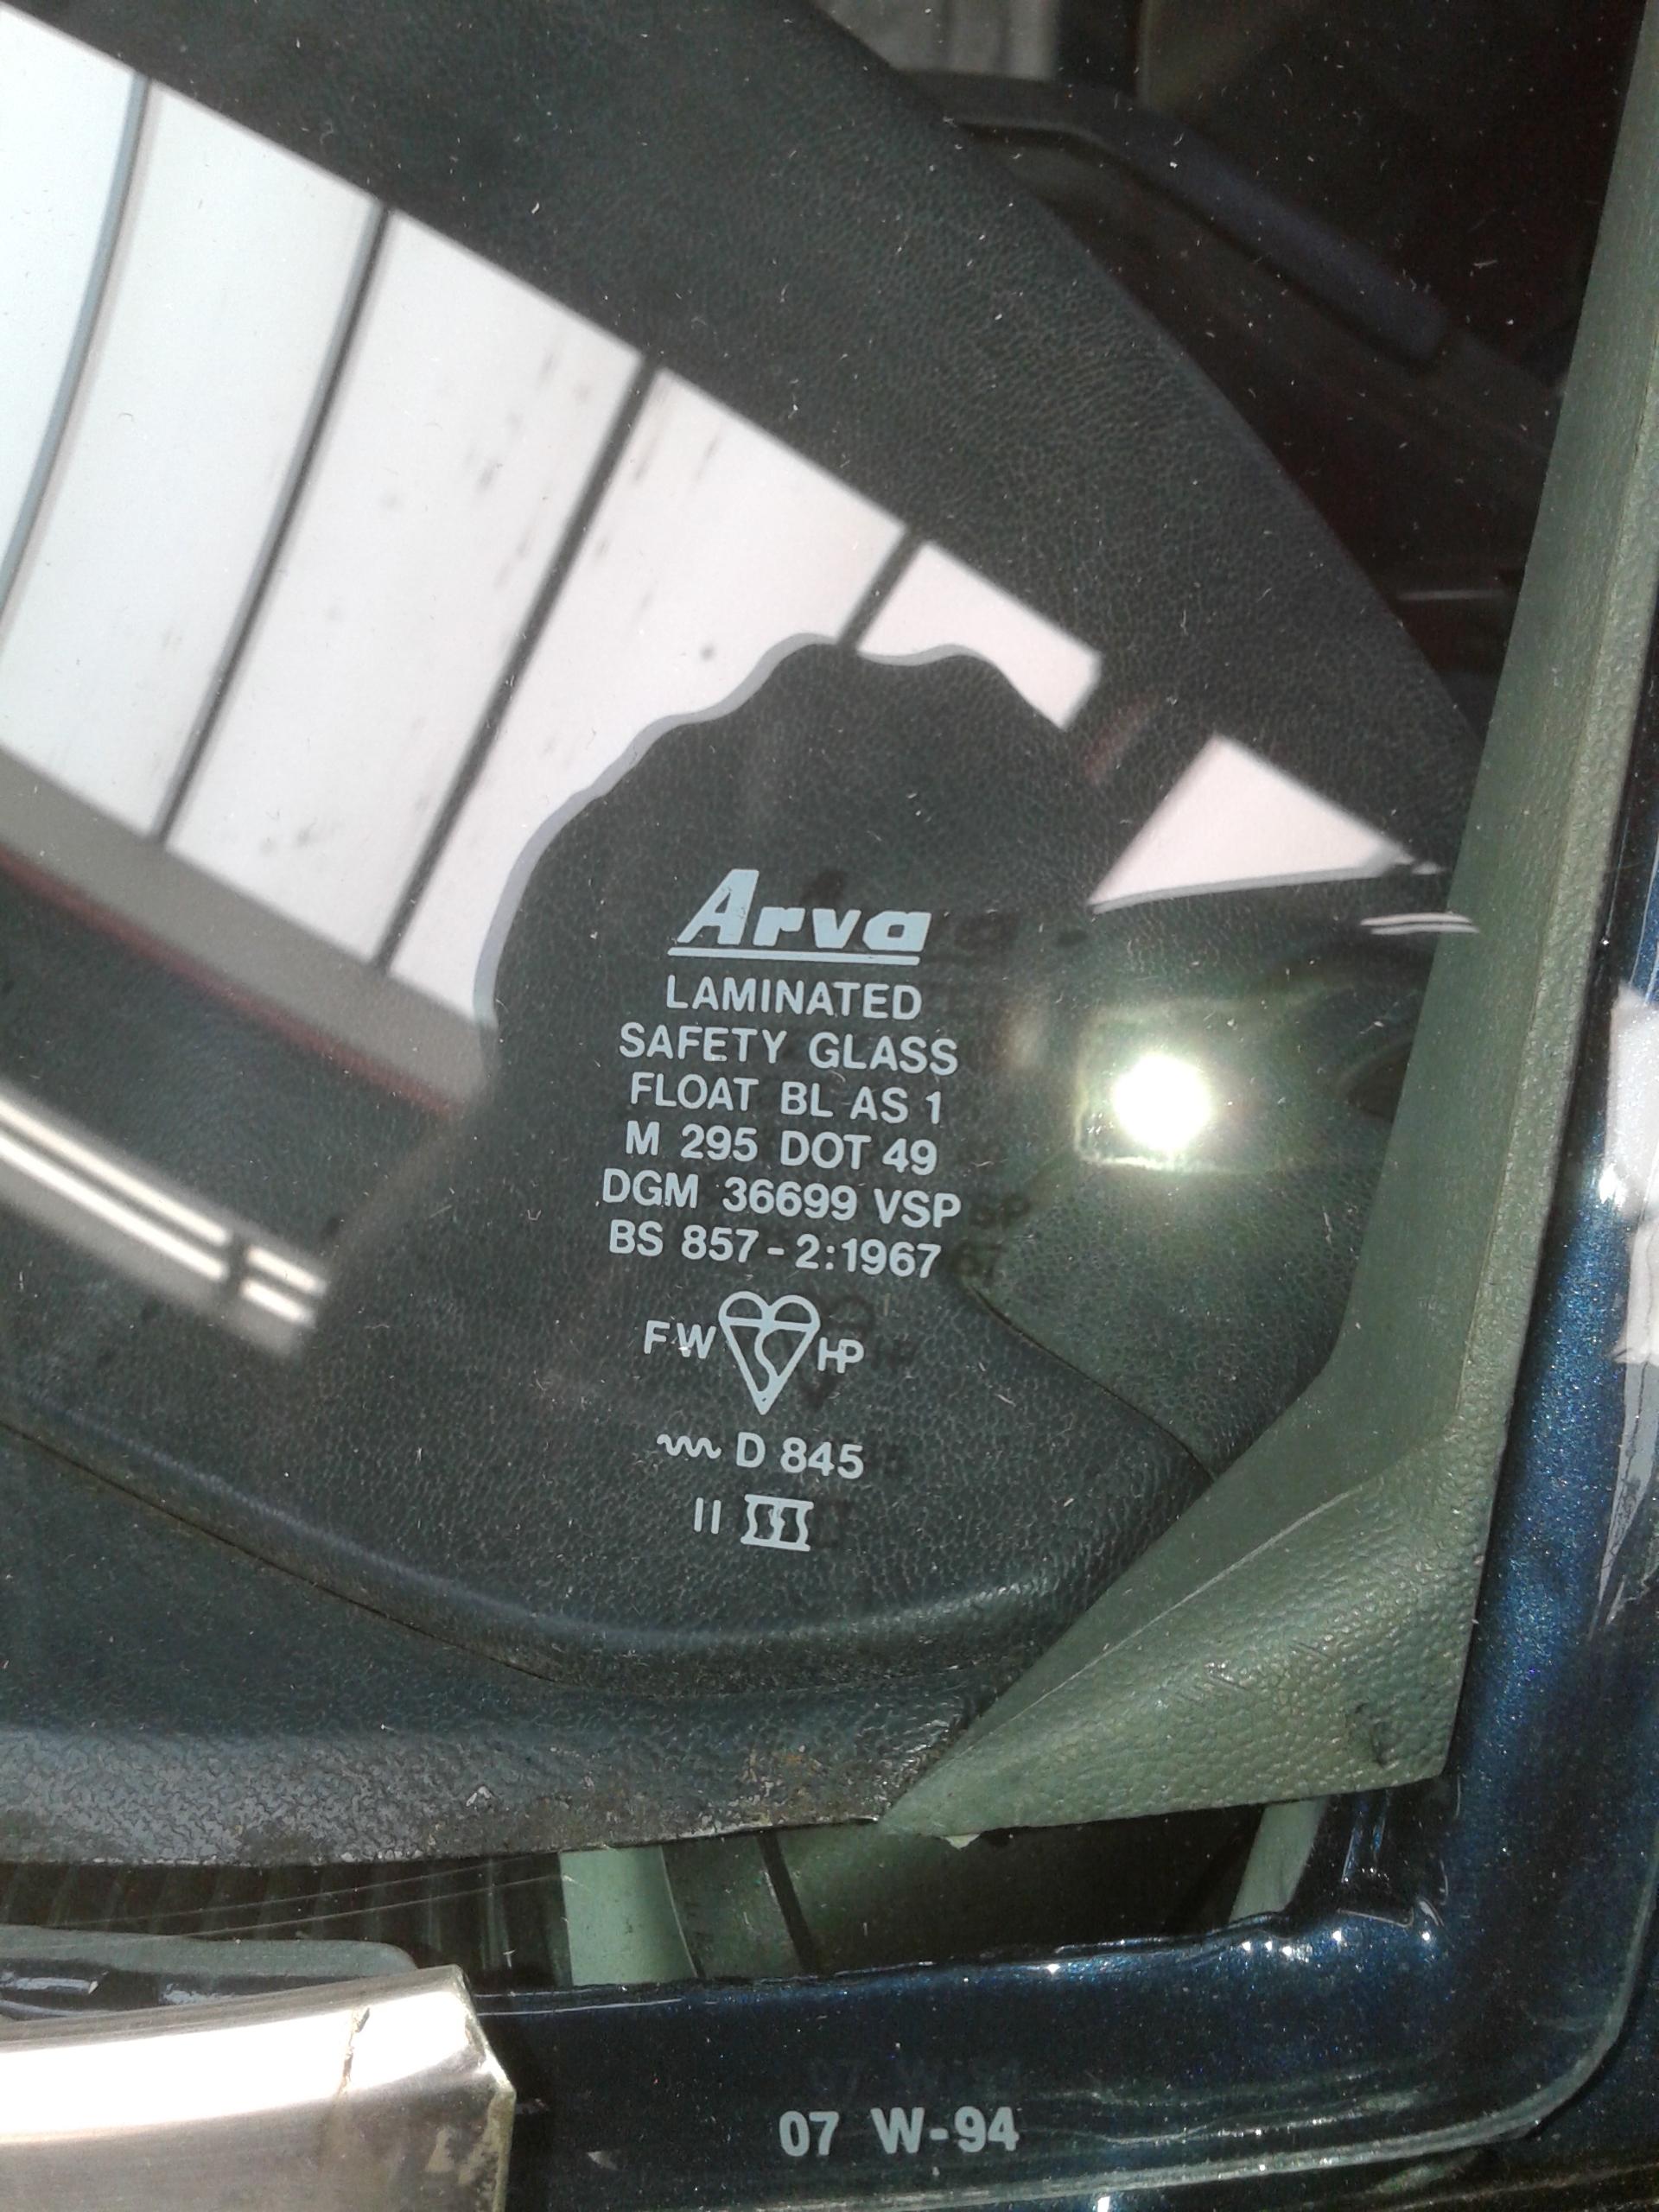 Arva
LAMINATED
SAFETY GLASS
FLOAT BL AS 1
M 295 DOT 49
DGM 36699 VSP
BS 857-2:1967
FW HP
D 845
II
07 W-94